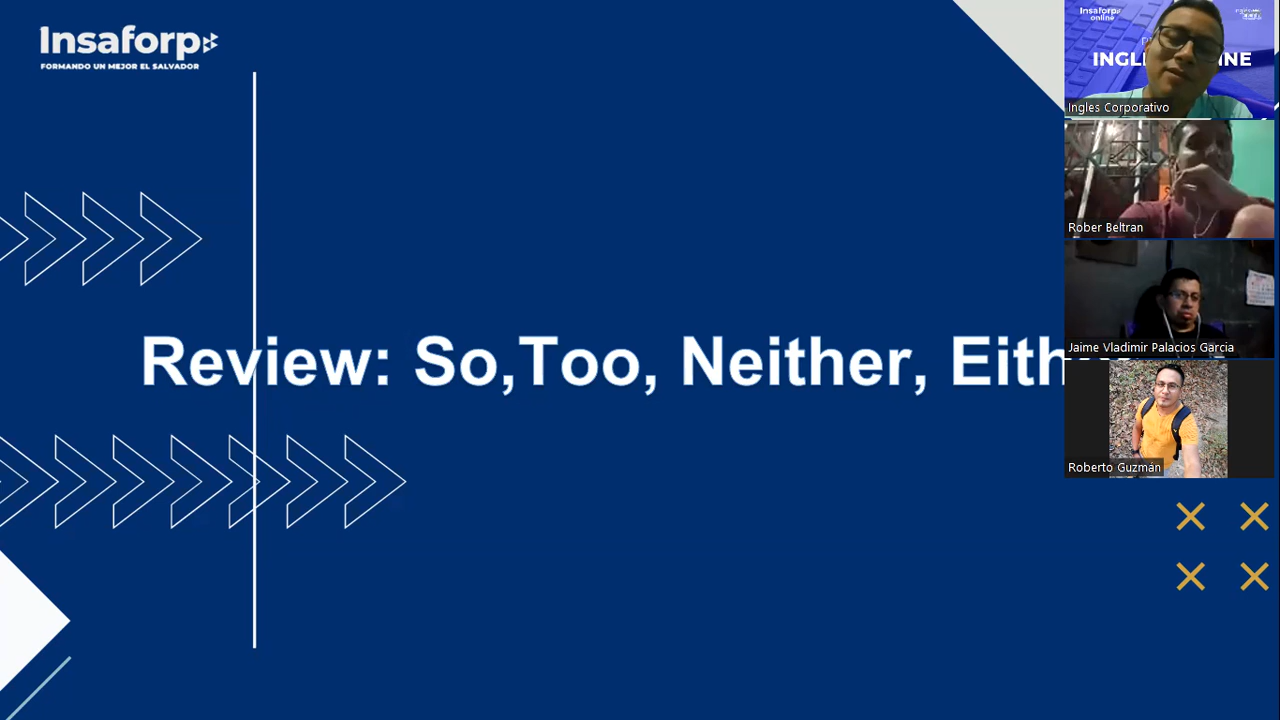 Insaforp
FORMANDO UN MEJOR EL SALVADOR
Review: So,Too, Neither, Eith
Insaforp
online
INGL INE
Ingles Corporativo
Rober Beltran
Jaime Vladimir Palacios Garcia
Roberto Guzmán